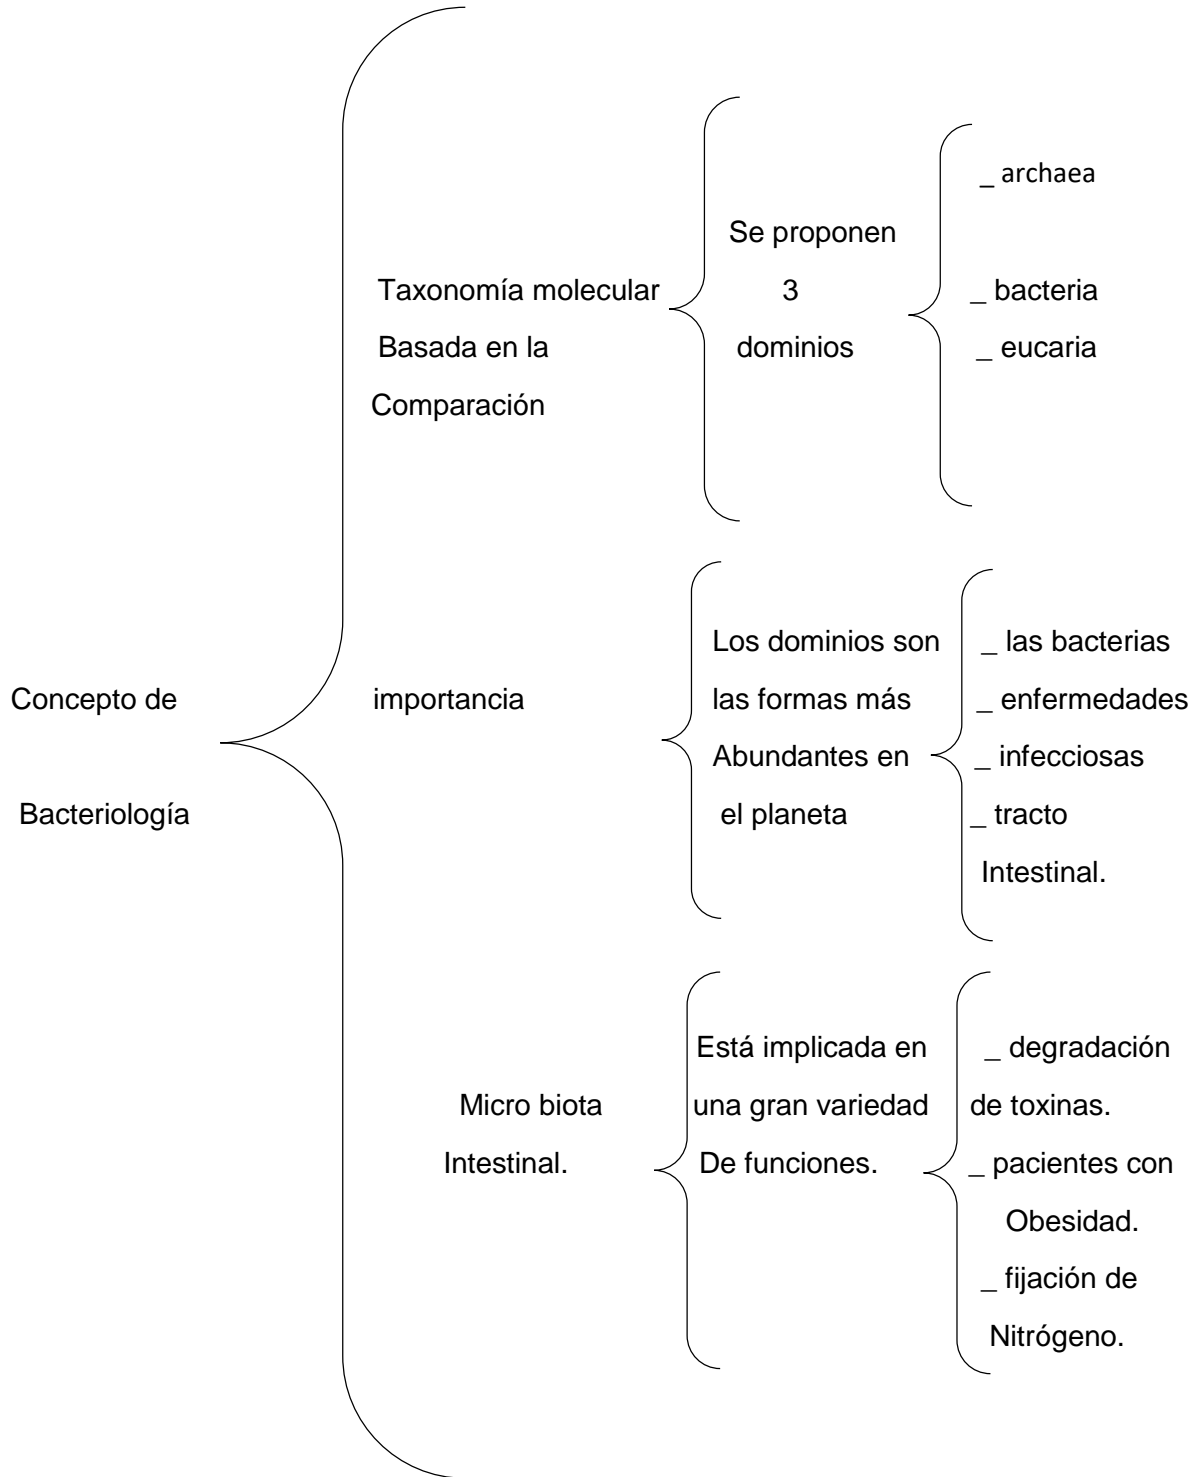 Concepto de
Bacteriología
Taxonomía molecular
Basada en la
Comparación
Se proponen
3
dominios
_ archaea
_ bacteria
_ eucaria
importancia
Los dominios son
las formas más
Abundantes en
el planeta
_ las bacterias
_ enfermedades
_ infecciosas
_ tracto
Intestinal.
Micro biota
Intestinal.
Está implicada en
una gran variedad
De funciones.
_ degradación
de toxinas.
_ pacientes con
Obesidad.
_ fijación de
Nitrógeno.